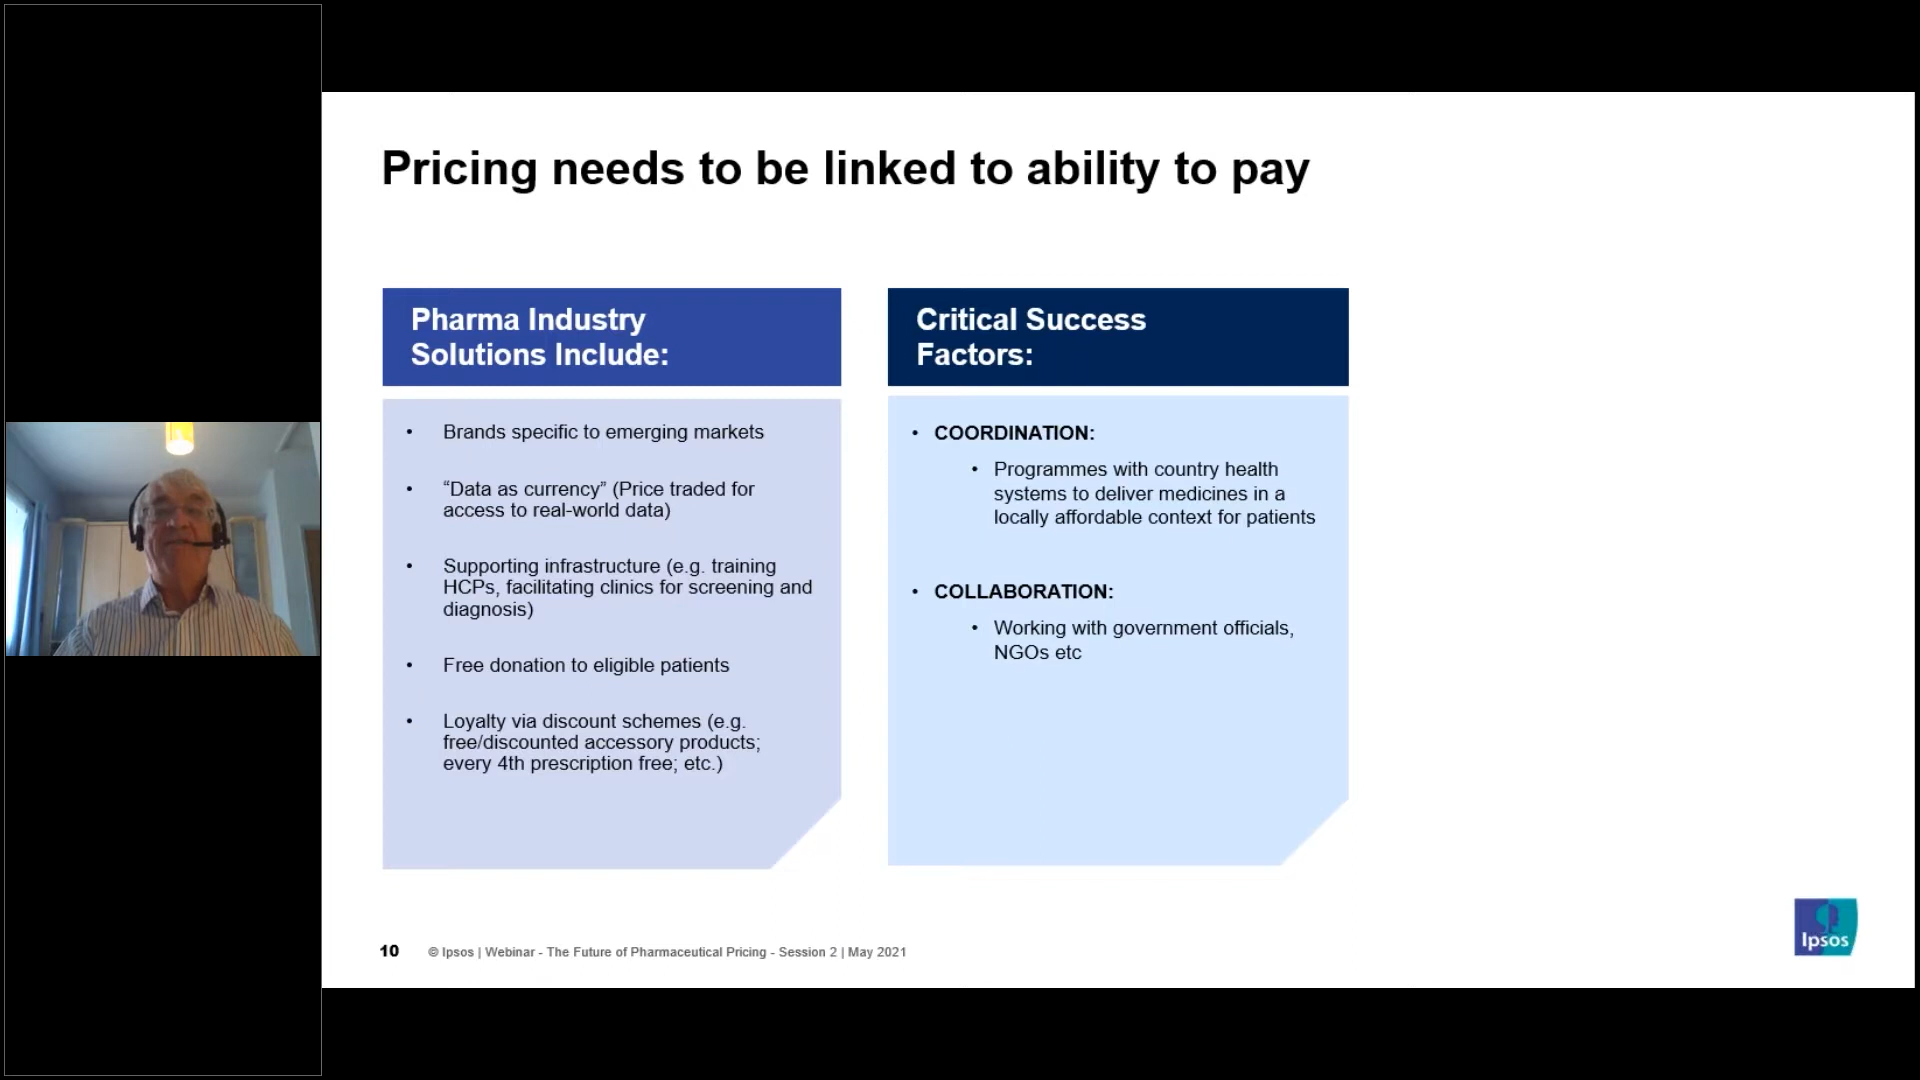 Pricing needs to be linked to ability to pay
Pharma Industry
Solutions Include:
• Brands specific to emerging markets
• “Data as currency” (Price traded for
access to real-world data)
• Supporting infrastructure (e.g. training
HCPs, facilitating clinics for screening and
diagnosis)
• Free donation to eligible patients
• Loyalty via discount schemes (e.g.
free/discounted accessory products;
every 4th prescription free; etc.)
Critical Success
Factors:
• COORDINATION:
• Programmes with country health
systems to deliver medicines in a
locally affordable context for patients
• COLLABORATION:
• Working with government officials,
NGOs etc
10 © Ipsos | Webinar - The Future of Pharmaceutical Pricing - Session 2 | May 2021
Ipsos